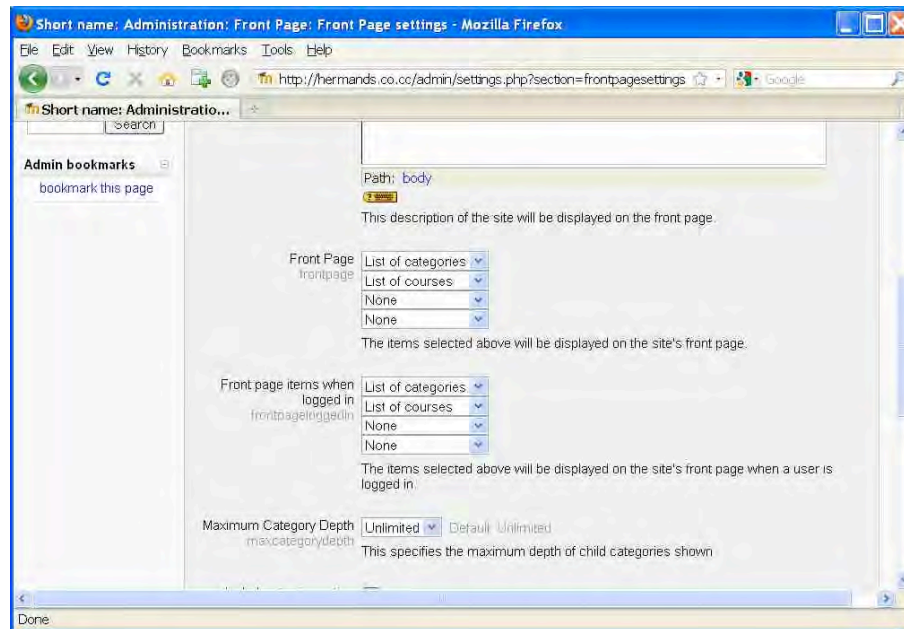 Short name: Administration: Front Page: Front Page settings - Mozilla Firefox
File Edit View History Bookmarks Tools Help
http://hermands.co.cc/admin/settings.php?section=frontpagesettings
Google
Short name: Administratio...
Search
Admin bookmarks
bookmark this page
Path: body
This description of the site will be displayed on the front page.
Front Page
frontpage
List of categories
List of courses
None
None
The items selected above will be displayed on the site's front page.
Front page items when
logged in
frontpageloggedin
List of categories
List of courses
None
None
The items selected above will be displayed on the site's front page when a user is
logged in.
Maximum Category Depth
maxcategorydepth
Unlimited
Default: Unlimited
This specifies the maximum depth of child categories shown
Done